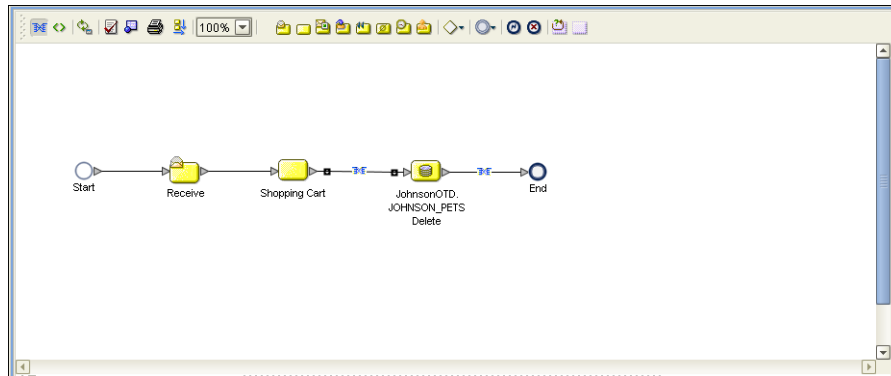 100%
Start
Receive
Shopping Cart
JohnsonOTD.
JOHNSON_PETS
Delete
End